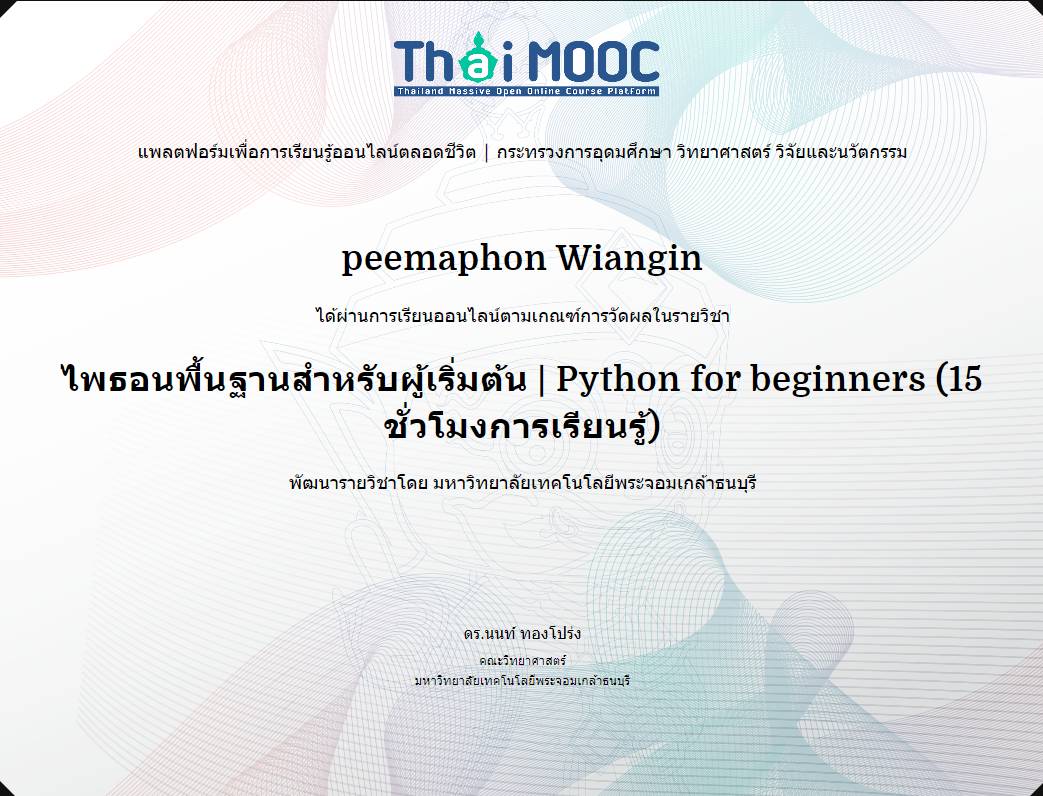 Thai MOOC
Thailand Massive Open Online Course Platform
แพลตฟอร์มเพื่อการเรียนรู้ออนไลน์ตลอดชีวิต | กระทรวงการอุดมศึกษา วิทยาศาสตร์ วิจัยและนวัตกรรม
peemaphon Wiangin
ได้ผ่านการเรียนออนไลน์ตามเกณฑ์การวัดผลในรายวิชา
ไพธอนพื้นฐานสำหรับผู้เริ่มต้น | Python for beginners (15
ชั่วโมงการเรียนรู้)
พัฒนารายวิชาโดย มหาวิทยาลัยเทคโนโลยีพระจอมเกล้าธนบุรี
ดร.นนท์ ทองโปร่ง
คณะวิทยาศาสตร์
มหาวิทยาลัยเทคโนโลยีพระจอมเกล้าธนบุรี